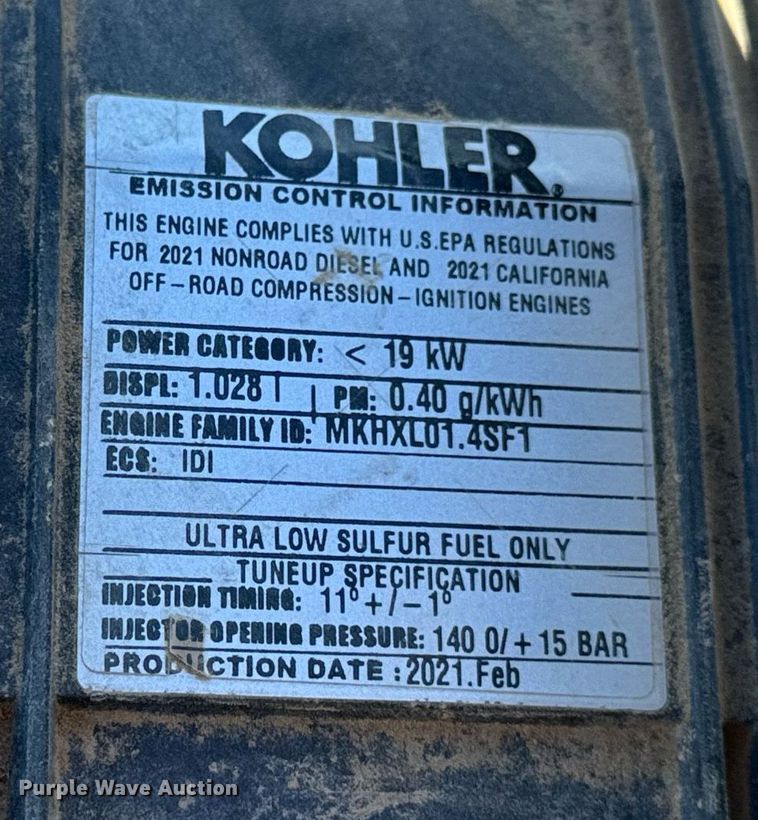 KOHLER®
EMISSION CONTROL INFORMATION
THIS ENGINE COMPLIES WITH U.S.EPA REGULATIONS
FOR 2021 NONROAD DIESEL AND 2021 CALIFORNIA
OFF-ROAD COMPRESSION-IGNITION ENGINES
POWER CATEGORY: < 19 kW
DISPL: 1.028 l | PM: 0.40 g/kWh
ENGINE FAMILY ID: MKHXL01.4SF1
ECS: IDI
ULTRA LOW SULFUR FUEL ONLY
TUNEUP SPECIFICATION
INJECTION TIMING: 11° +/-1°
INJECTOR OPENING PRESSURE: 140 0/+15 BAR
PRODUCTION DATE :2021.Feb
Purple Wave Auction